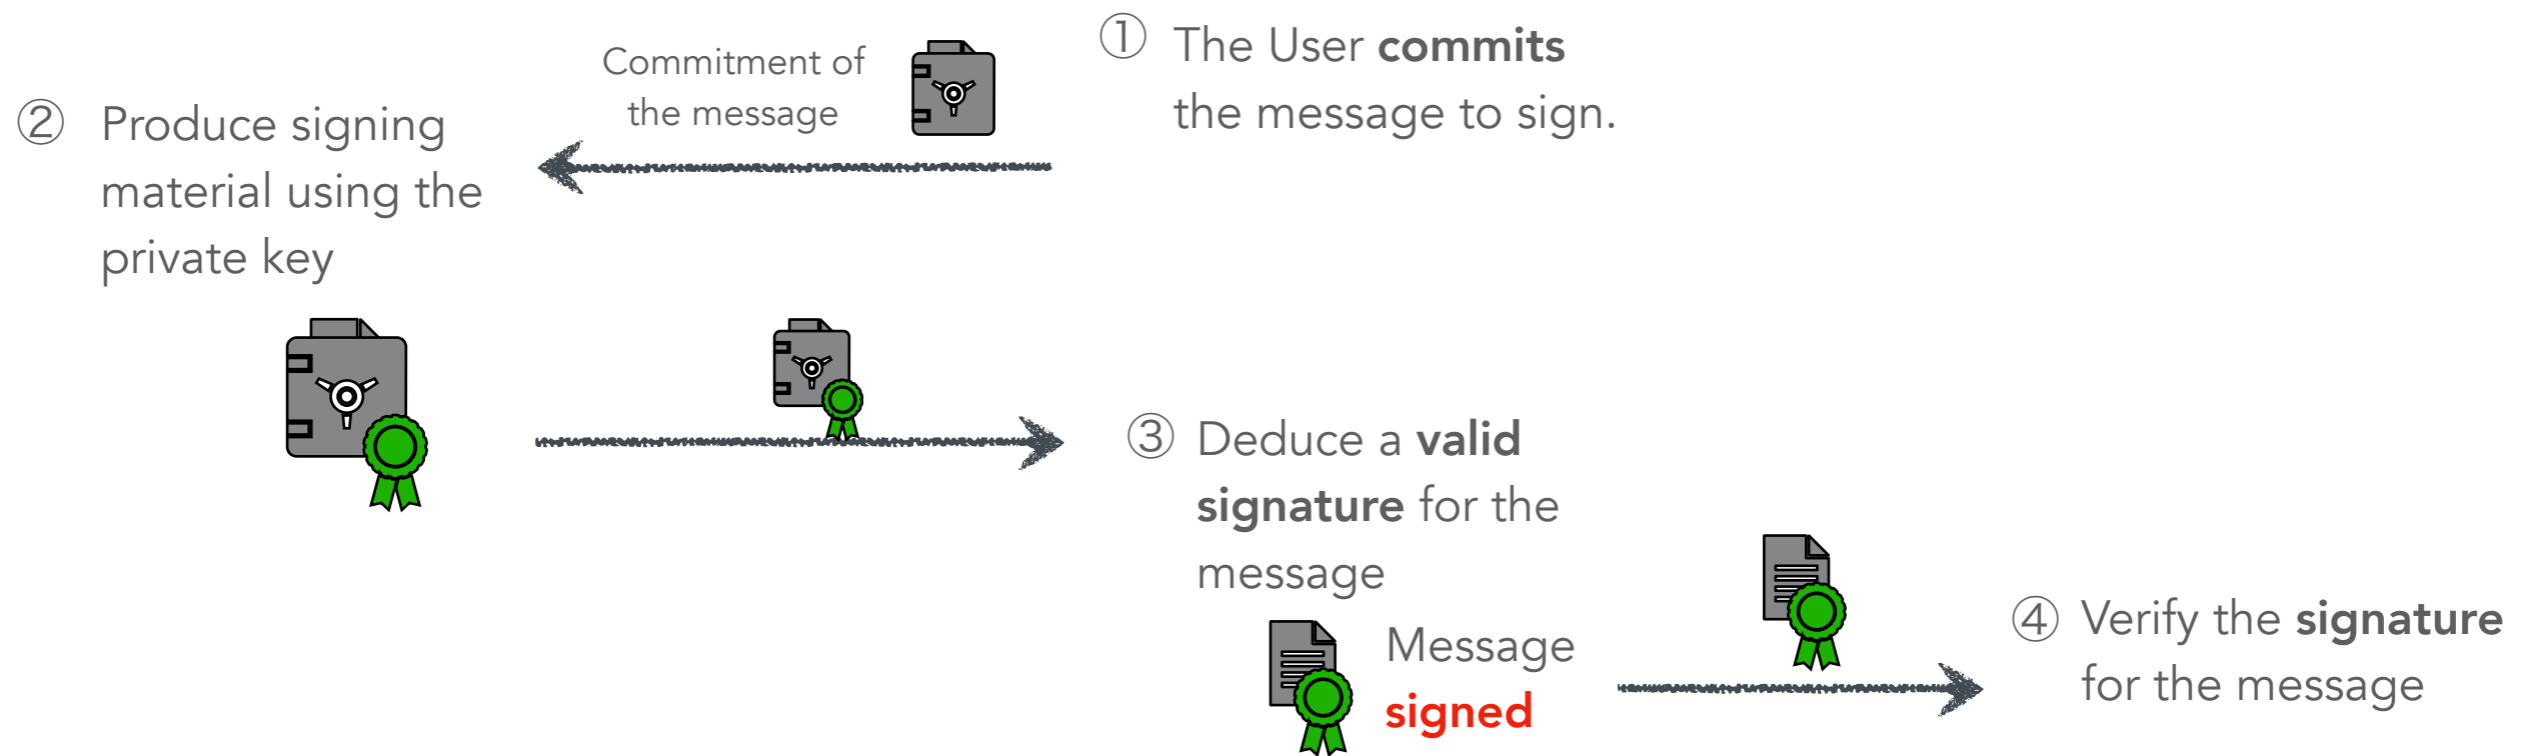 ① The User commits
the message to sign.
Commitment of
the message
② Produce signing
material using the
private key
③ Deduce a valid
signature for the
message
Message
signed
④ Verify the signature
for the message